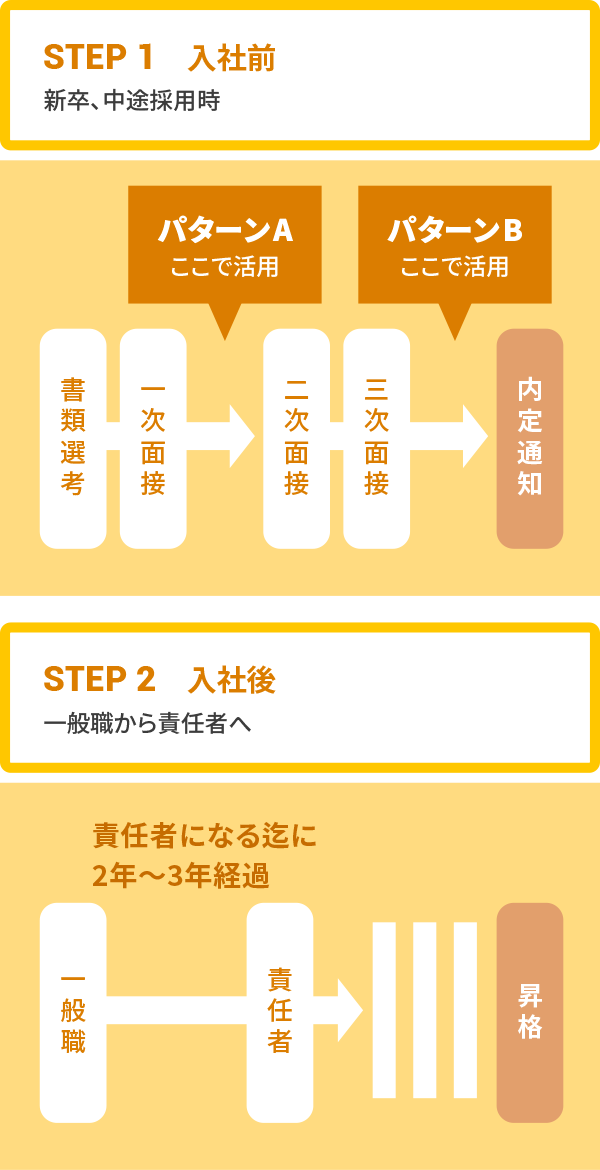 STEP 1 入社前
新卒、中途採用時
パターンA
ここで活用
パターンB
ここで活用
書類選考
一次面接
二次面接
三次面接
内定通知
STEP 2 入社後
一般職から責任者へ
責任者になる迄に
2年〜3年経過
一般職
責任者
昇格